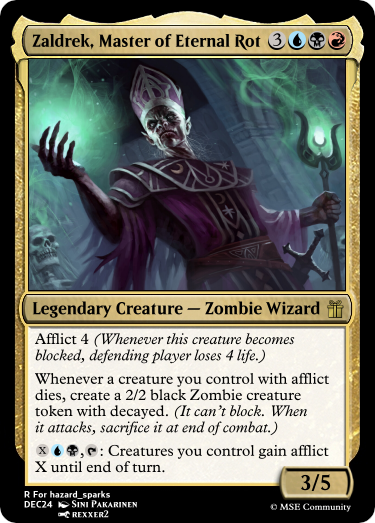 Zaldrek, Master of Eternal Rot 3
Legendary Creature — Zombie Wizard
Afflict 4 (Whenever this creature becomes
blocked, defending player loses 4 life.)
Whenever a creature you control with afflict
dies, create a 2/2 black Zombie creature
token with decayed. (It can't block. When
it attacks, sacrifice it at end of combat.)
X , : Creatures you control gain afflict
X until end of turn.
3/5
R For hazard_sparks
DEC24 Sini Pakarinen
rexxer2
© MSE Community